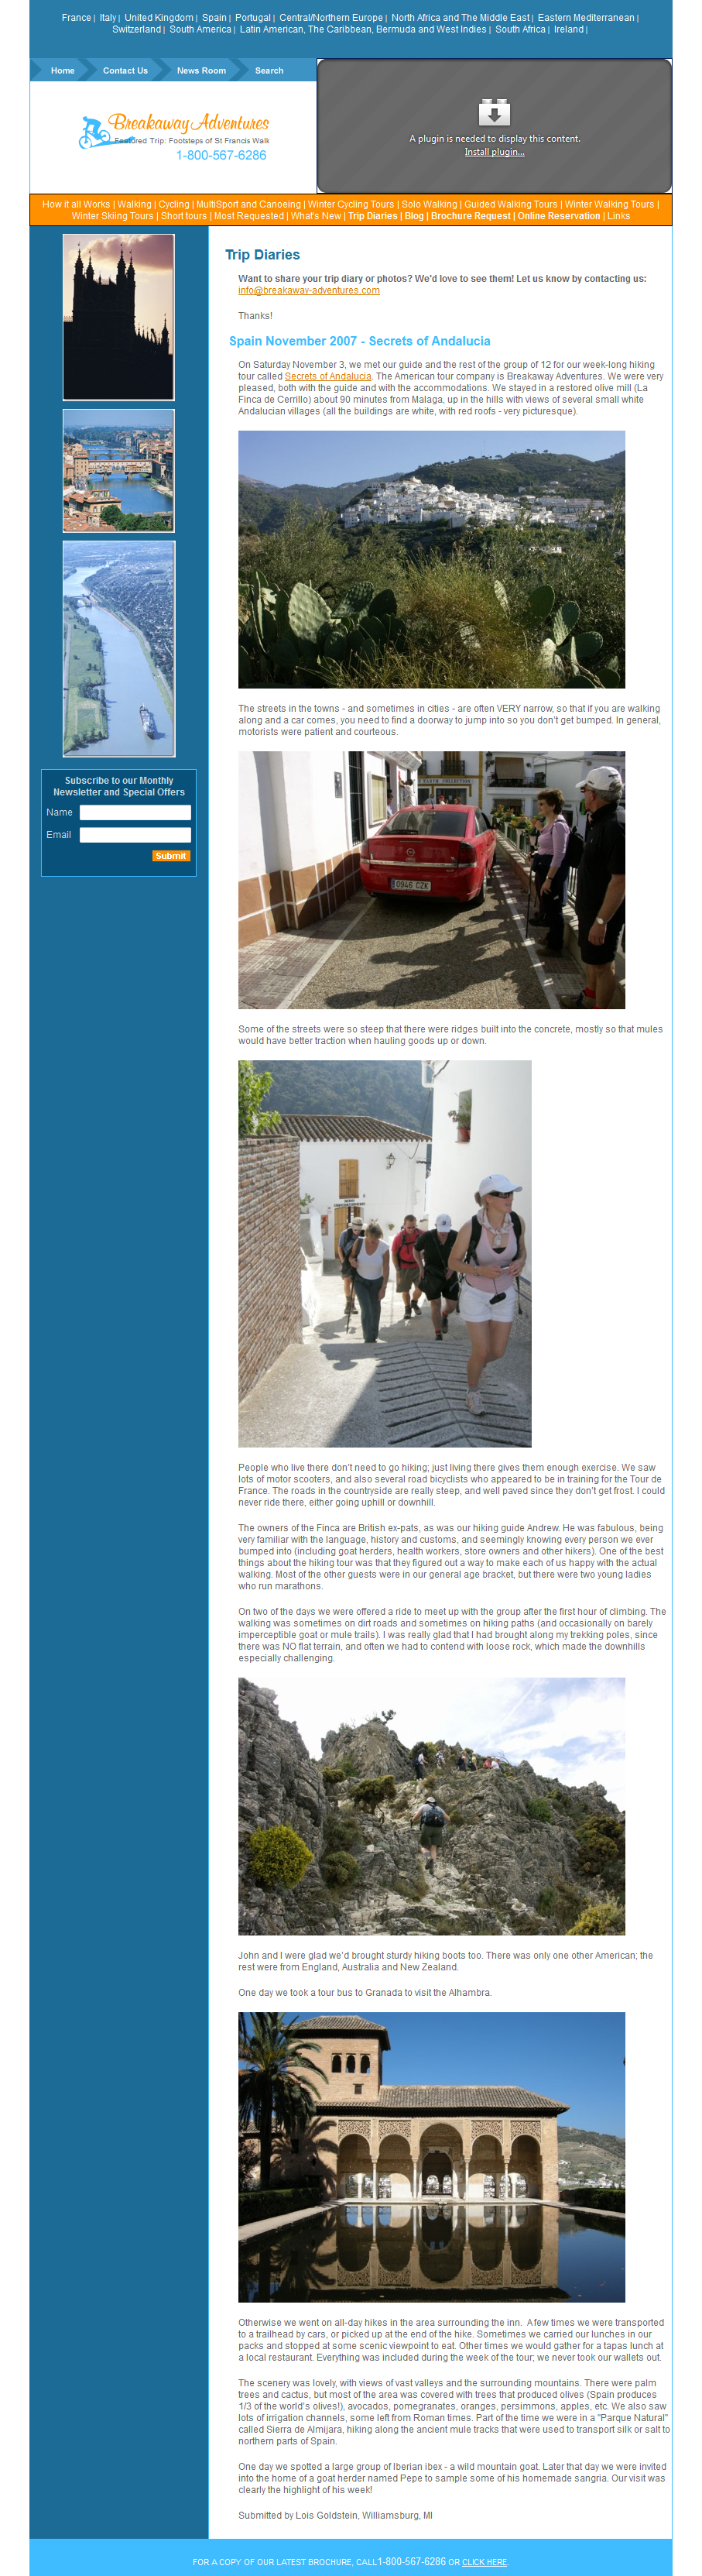 France | Italy | United Kingdom | Spain | Portugal | Central/Northern Europe | North Africa and The Middle East | Eastern Mediterranean |
Switzerland | South America | Latin American, The Caribbean, Bermuda and West Indies | South Africa | Ireland |
Home Contact Us News Room Search
Breakaway Adventures
Featured Trip: Footsteps of St Francis Walk
1-800-567-6286
A plugin is needed to display this content.
Install plugin...
How it all Works | Walking | Cycling | MultiSport and Canoeing | Winter Cycling Tours | Solo Walking | Guided Walking Tours | Winter Walking Tours |
Winter Skiing Tours | Short tours | Most Requested | What's New | Trip Diaries | Blog | Brochure Request | Online Reservation | Links
Subscribe to our Monthly
Newsletter and Special Offers
Name
Email
Submit
Trip Diaries
Want to share your trip diary or photos? We'd love to see them! Let us know by contacting us:
info@breakaway-adventures.com
Thanks!
Spain November 2007 - Secrets of Andalucia
On Saturday November 3, we met our guide and the rest of the group of 12 for our week-long hiking
tour called Secrets of Andalucia. The American tour company is Breakaway Adventures. We were very
pleased, both with the guide and with the accommodations. We stayed in a restored olive mill (La
Finca de Cerrillo) about 90 minutes from Malaga, up in the hills with views of several small white
Andalucian villages (all the buildings are white, with red roofs - very picturesque).
The streets in the towns - and sometimes in cities - are often VERY narrow, so that if you are walking
along and a car comes, you need to find a doorway to jump into so you don't get bumped. In general,
motorists were patient and courteous.
0946 CZK
Some of the streets were so steep that there were ridges built into the concrete, mostly so that mules
would have better traction when hauling goods up or down.
People who live there don't need to go hiking; just living there gives them enough exercise. We saw
lots of motor scooters, and also several road bicyclists who appeared to be in training for the Tour de
France. The roads in the countryside are really steep, and well paved since they don't get frost. I could
never ride there, either going uphill or downhill.
The owners of the Finca are British ex-pats, as was our hiking guide Andrew. He was fabulous, being
very familiar with the language, history and customs, and seemingly knowing every person we ever
bumped into (including goat herders, health workers, store owners and other hikers). One of the best
things about the hiking tour was that they figured out a way to make each of us happy with the actual
walking. Most of the other guests were in our general age bracket, but there were two young ladies
who run marathons.
On two of the days we were offered a ride to meet up with the group after the first hour of climbing. The
walking was sometimes on dirt roads and sometimes on hiking paths (and occasionally on barely
imperceptible goat or mule trails). I was really glad that I had brought along my trekking poles, since
there was NO flat terrain, and often we had to contend with loose rock, which made the downhills
especially challenging.
John and I were glad we'd brought sturdy hiking boots too. There was only one other American; the
rest were from England, Australia and New Zealand.
One day we took a tour bus to Granada to visit the Alhambra.
Otherwise we went on all-day hikes in the area surrounding the inn. A few times we were transported
to a trailhead by cars, or picked up at the end of the hike. Sometimes we carried our lunches in our
packs and stopped at some scenic viewpoint to eat. Other times we would gather for a tapas lunch at
a local restaurant. Everything was included during the week of the tour; we never took our wallets out.
The scenery was lovely, with views of vast valleys and the surrounding mountains. There were palm
trees and cactus, but most of the area was covered with trees that produced olives (Spain produces
1/3 of the world's olives!), avocados, pomegranates, oranges, persimmons, apples, etc. We also saw
lots of irrigation channels, some left from Roman times. Part of the time we were in a "Parque Natural"
called Sierra de Almijara, hiking along the ancient mule tracks that were used to transport silk or salt to
northern parts of Spain.
One day we spotted a large group of Iberian ibex - a wild mountain goat. Later that day we were invited
into the home of a goat herder named Pepe to sample some of his homemade sangria. Our visit was
clearly the highlight of his week!
Submitted by Lois Goldstein, Williamsburg, MI
FOR A COPY OF OUR LATEST BROCHURE, CALL 1-800-567-6286 OR CLICK HERE.